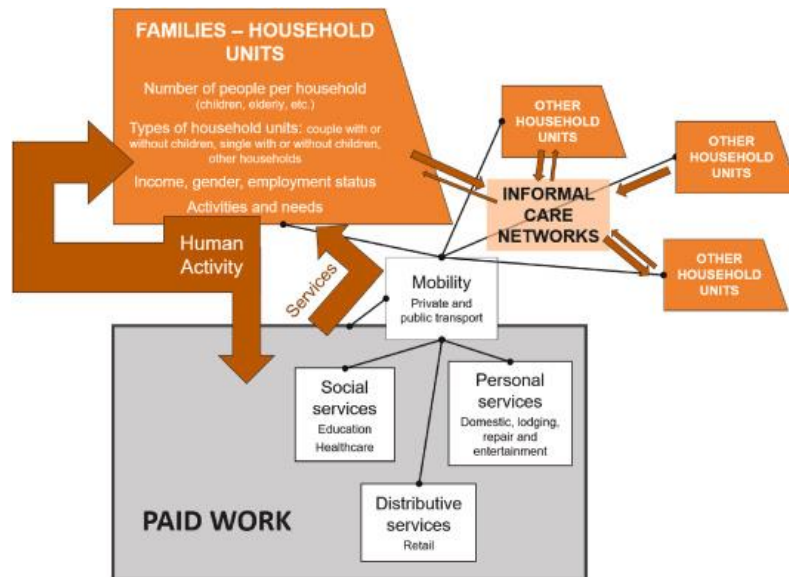 FAMILIES – HOUSEHOLD
UNITS
Number of people per household
(children, elderly, etc.)
Types of household units: couple with or
without children, single with or without children,
other households
Income, gender, employment status
Activities and needs
OTHER
HOUSEHOLD
UNITS
OTHER
HOUSEHOLD
UNITS
INFORMAL
CARE
NETWORKS
OTHER
HOUSEHOLD
UNITS
Human
Activity
Services
Mobility
Private and
public transport
Social
services
Education
Healthcare
Personal
services
Domestic, lodging,
repair and
entertainment
Distributive
services
Retail
PAID WORK